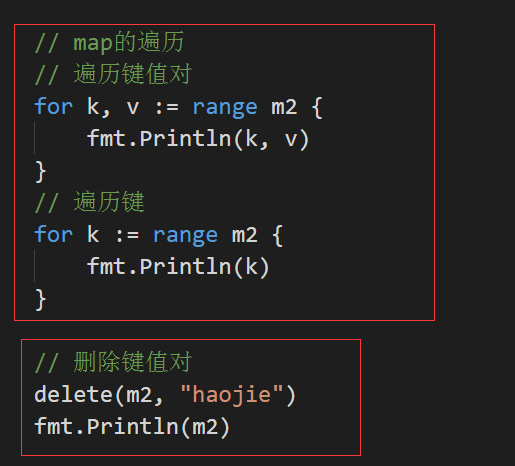 // map的遍历
// 遍历键值对
for k, v := range m2 {
    fmt.Println(k, v)
}
// 遍历键
for k := range m2 {
    fmt.Println(k)
}
// 删除键值对
delete(m2, "haojie")
fmt.Println(m2)